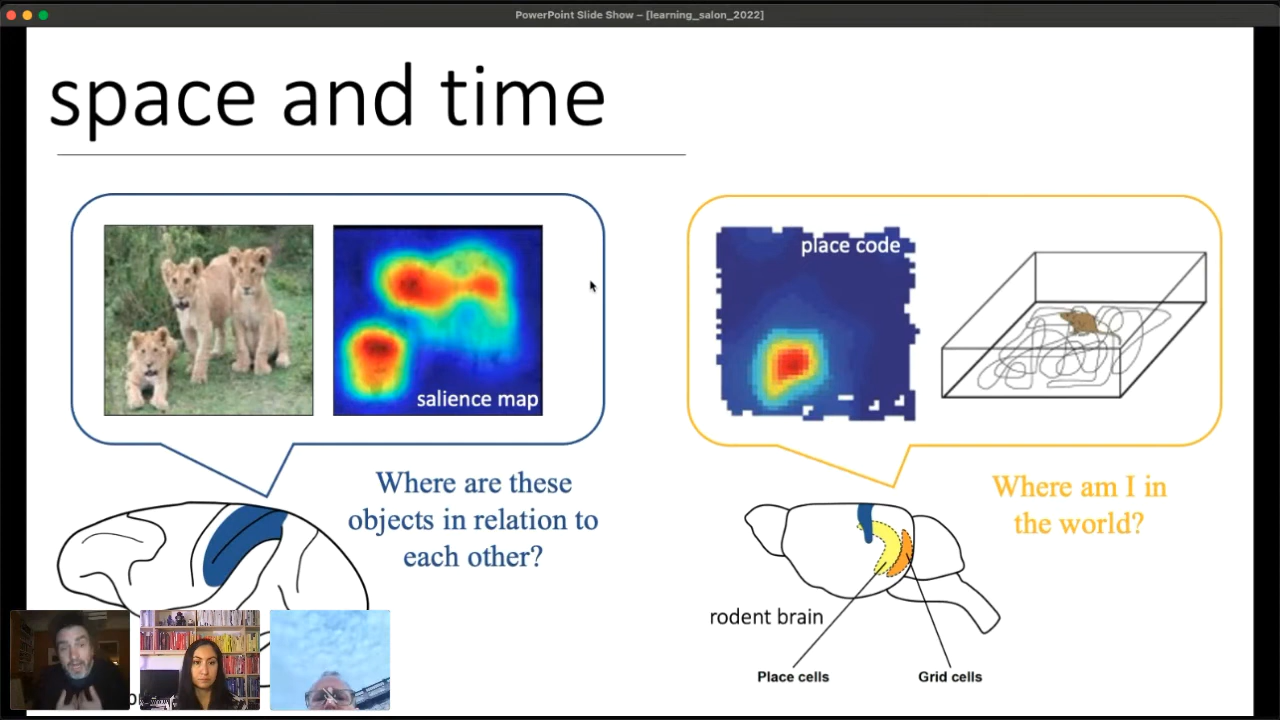 PowerPoint Slide Show – [learning_salon_2022]
space and time
salience map
place code
Where are these
objects in relation to
each other?
Where am I in
the world?
rodent brain
Place cells
Grid cells